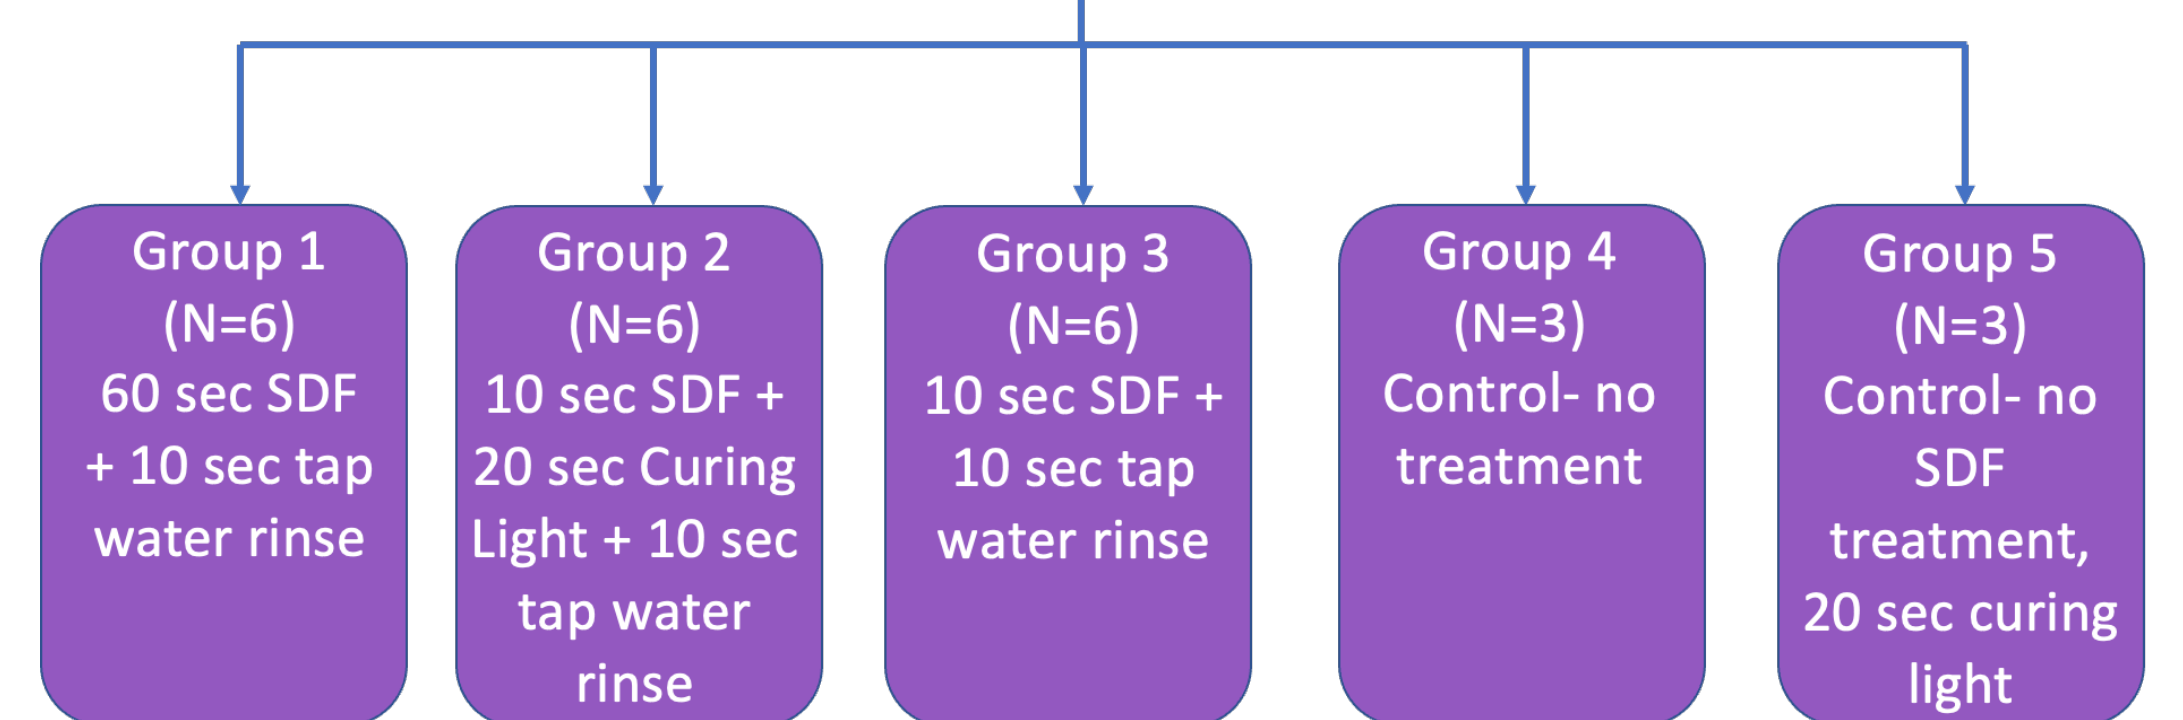 Group 1
(N=6)
60 sec SDF
+ 10 sec tap
water rinse
Group 2
(N=6)
10 sec SDF +
20 sec Curing
Light + 10 sec
tap water
rinse
Group 3
(N=6)
10 sec SDF +
10 sec tap
water rinse
Group 4
(N=3)
Control- no
treatment
Group 5
(N=3)
Control- no
SDF
treatment,
20 sec curing
light